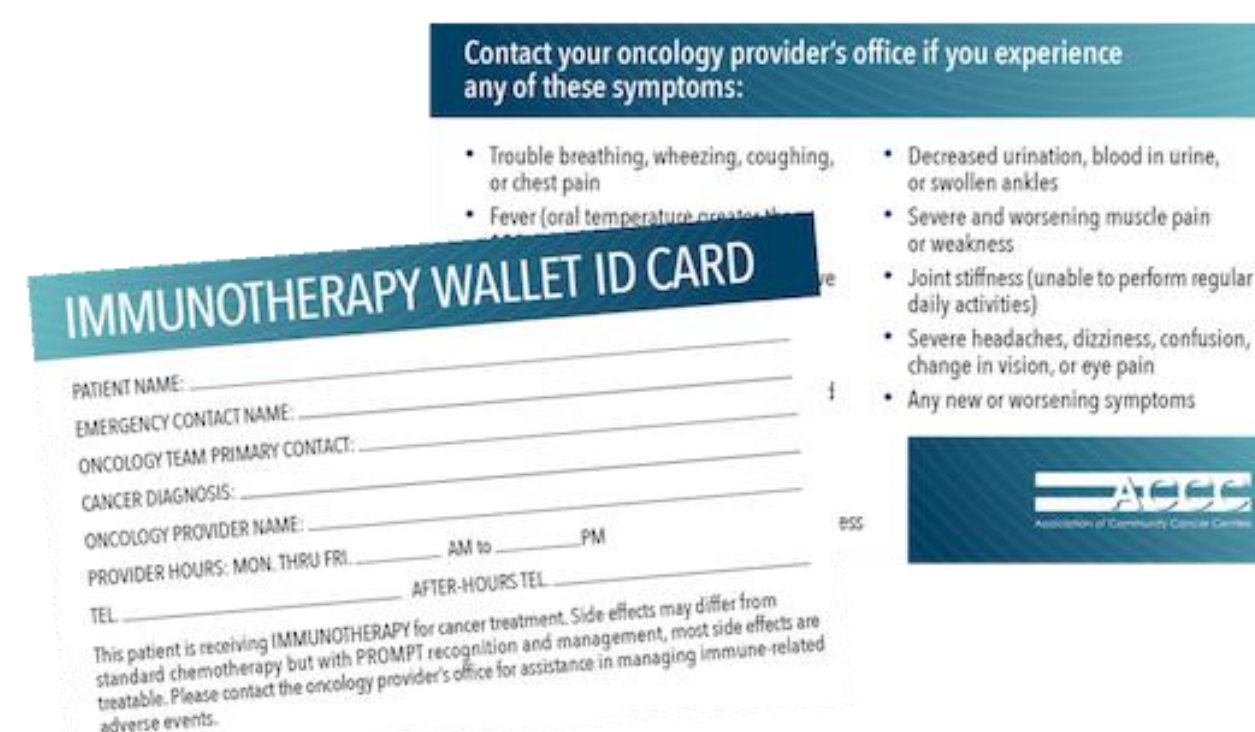 Contact your oncology provider's office if you experience
any of these symptoms:
• Trouble breathing, wheezing, coughing,
or chest pain
• Fever (oral temperature greater
• Decreased urination, blood in urine,
or swollen ankles
• Severe and worsening muscle pain
or weakness
• Joint stiffness (unable to perform regular
daily activities)
• Severe headaches, dizziness, confusion,
change in vision, or eye pain
• Any new or worsening symptoms
ACCC
Association of Community Cancer Centers
IMMUNOTHERAPY WALLET ID CARD
PATIENT NAME:
EMERGENCY CONTACT NAME:
ONCOLOGY TEAM PRIMARY CONTACT:
CANCER DIAGNOSIS:
ONCOLOGY PROVIDER NAME:
PROVIDER HOURS: MON. THRU FRI. AM to PM
TEL. AFTER-HOURS TEL.
This patient is receiving IMMUNOTHERAPY for cancer treatment. Side effects may differ from
standard chemotherapy but with PROMPT recognition and management, most side effects are
treatable. Please contact the oncology provider's office for assistance in managing immune-related
adverse events.